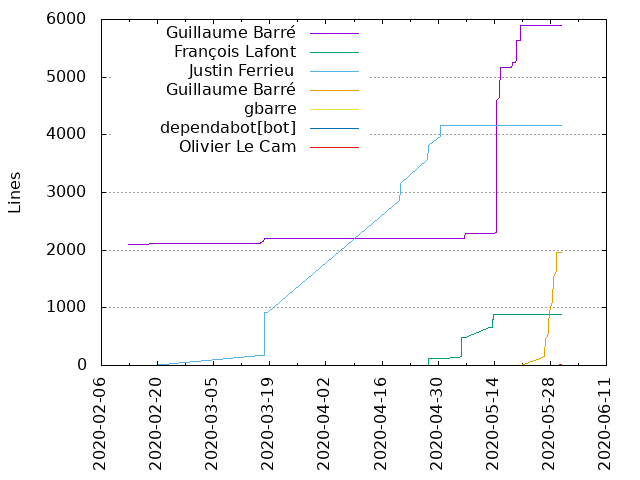 6000
5000
4000
3000
2000
1000
0
Lines
Guillaume Barré
François Lafont
Justin Ferrieu
Guillaume Barré
gbarre
dependabot[bot]
Olivier Le Cam
2020-02-06
2020-02-20
2020-03-05
2020-03-19
2020-04-02
2020-04-16
2020-04-30
2020-05-14
2020-05-28
2020-06-11